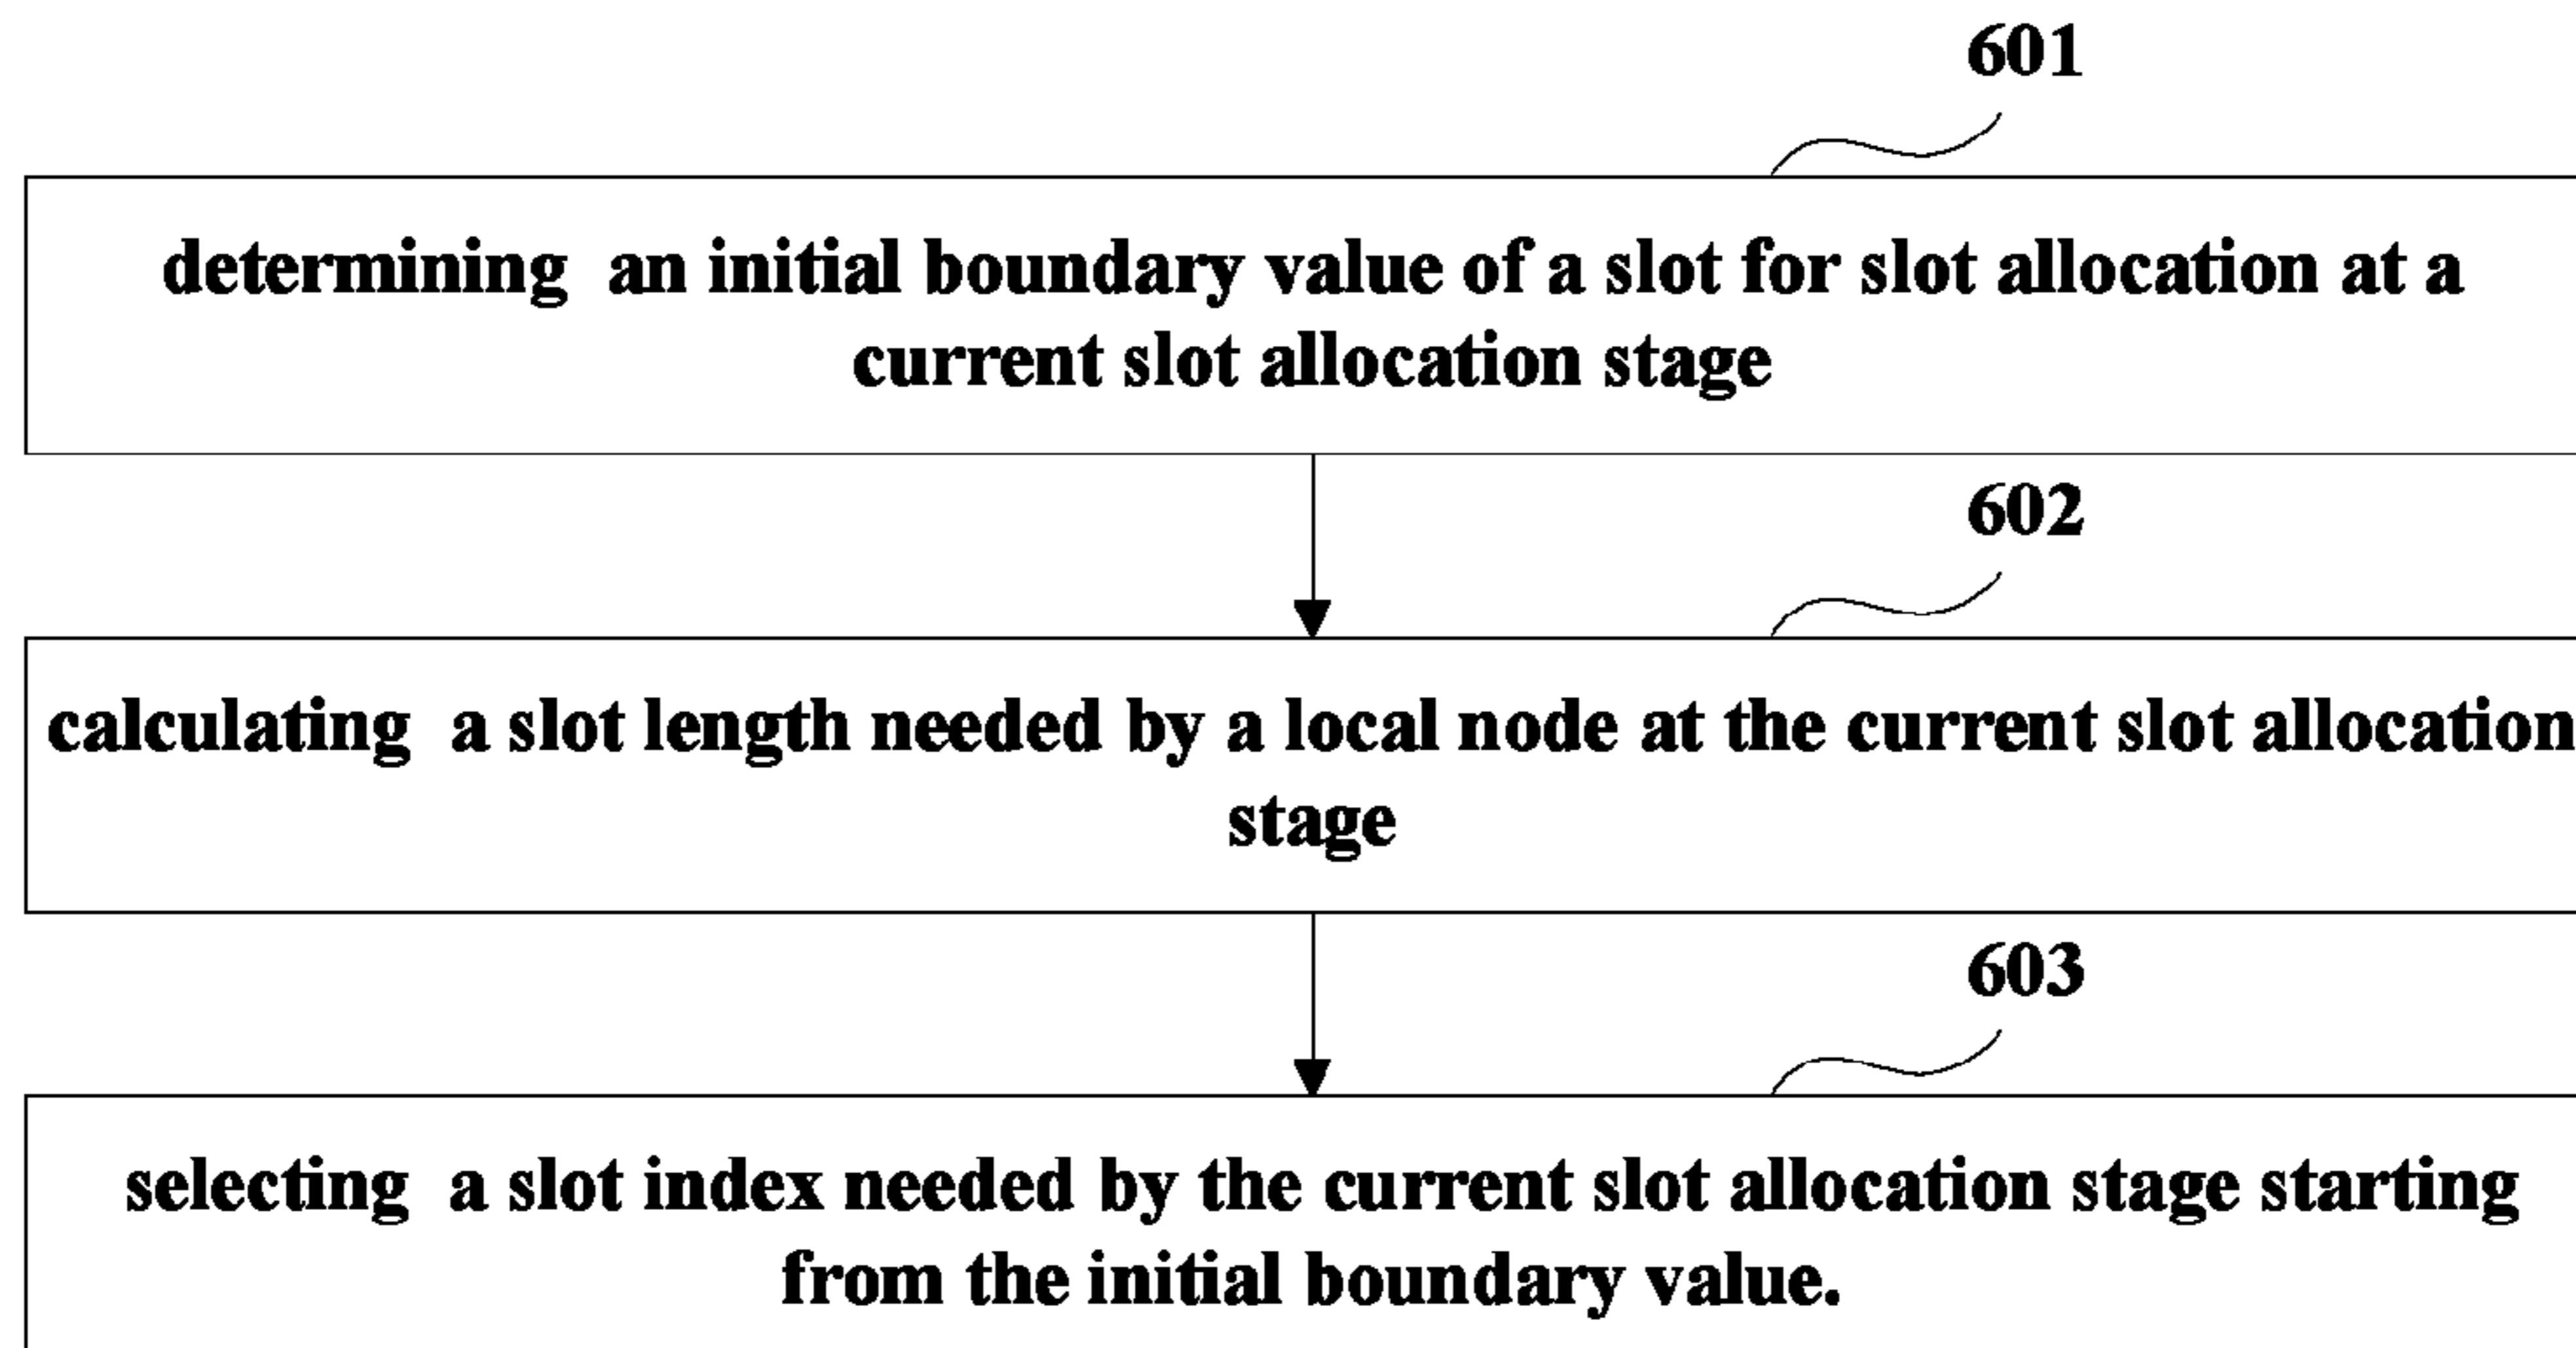 601
determining an initial boundary value of a slot for slot allocation at a
current slot allocation stage
602
calculating a slot length needed by a local node at the current slot allocation
stage
603
selecting a slot index needed by the current slot allocation stage starting
from the initial boundary value.